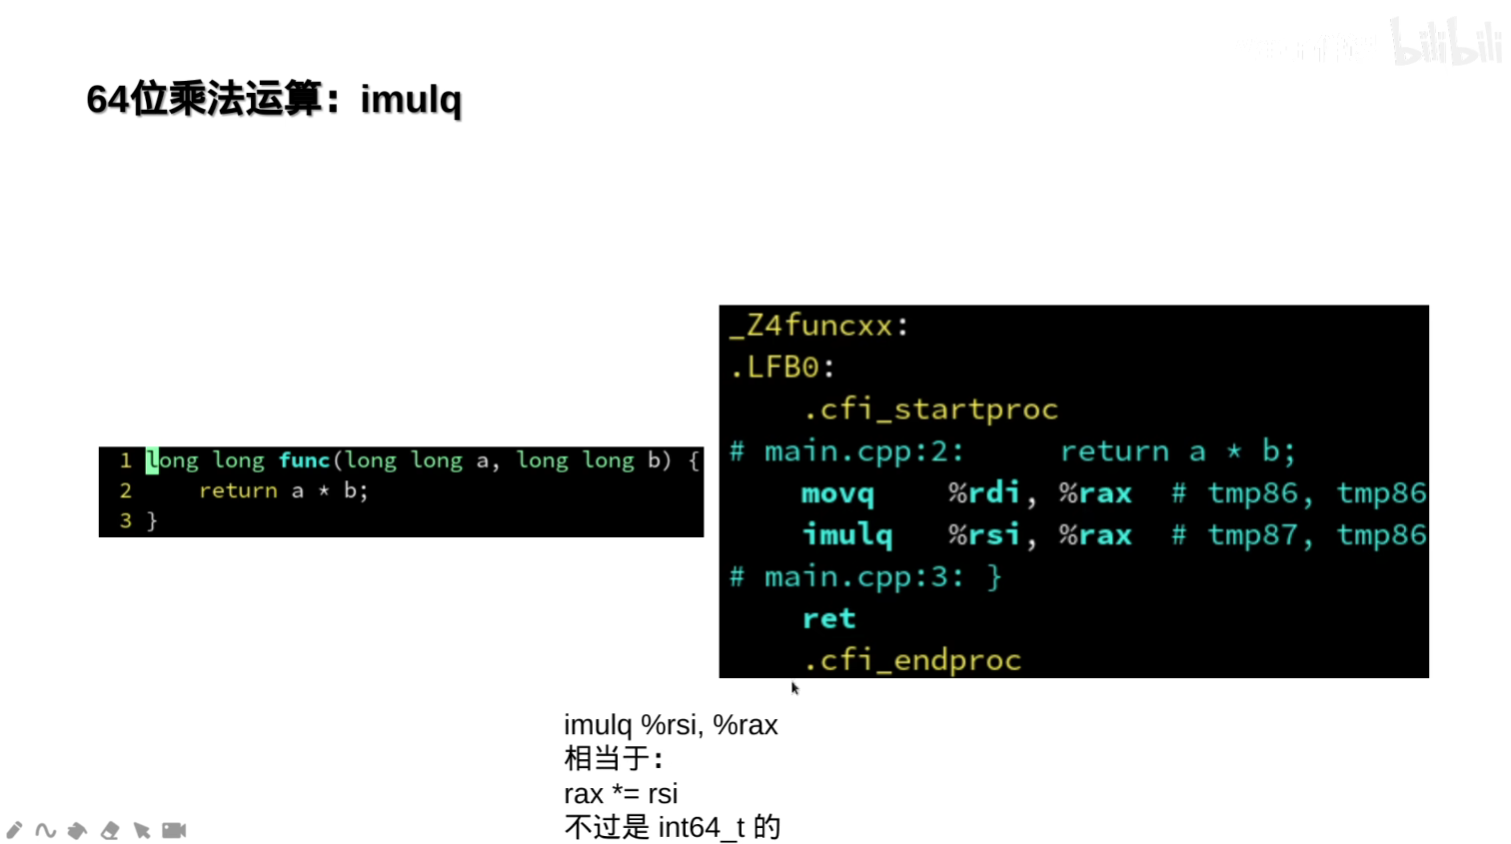 bilibili
64位乘法运算：imulq
1 long long func(long long a, long long b) {
2     return a * b;
3 }
_Z4funcxx:
.LFB0:
    .cfi_startproc
# main.cpp:2:     return a * b;
    movq    %rdi, %rax  # tmp86, tmp86
    imulq   %rsi, %rax  # tmp87, tmp86
# main.cpp:3: }
    ret
    .cfi_endproc
imulq %rsi, %rax
相当于：
rax *= rsi
不过是 int64_t 的